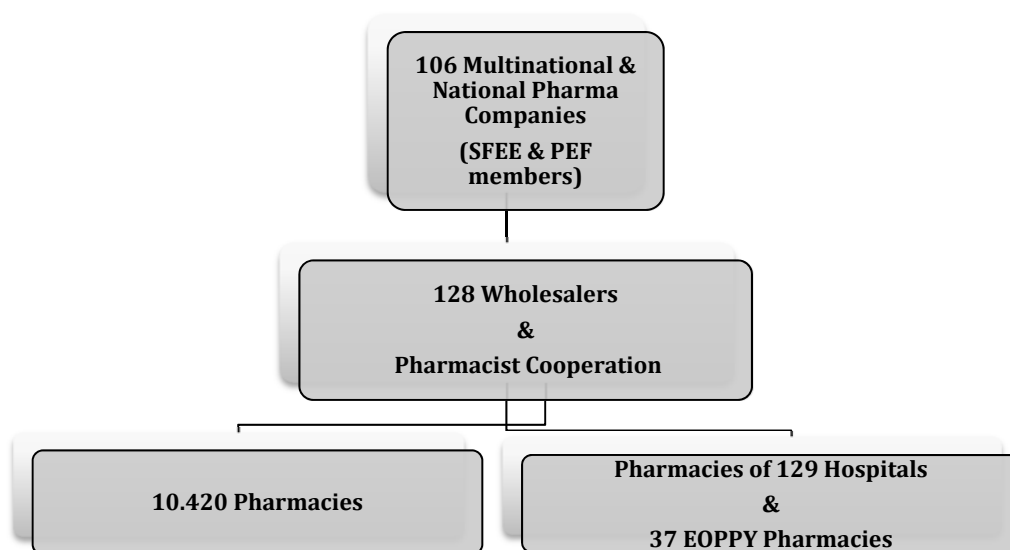 106 Multinational &
National Pharma
Companies
(SFEE & PEF
members)
128 Wholesalers
&
Pharmacist Cooperation
10.420 Pharmacies
Pharmacies of 129 Hospitals
&
37 EOPPY Pharmacies